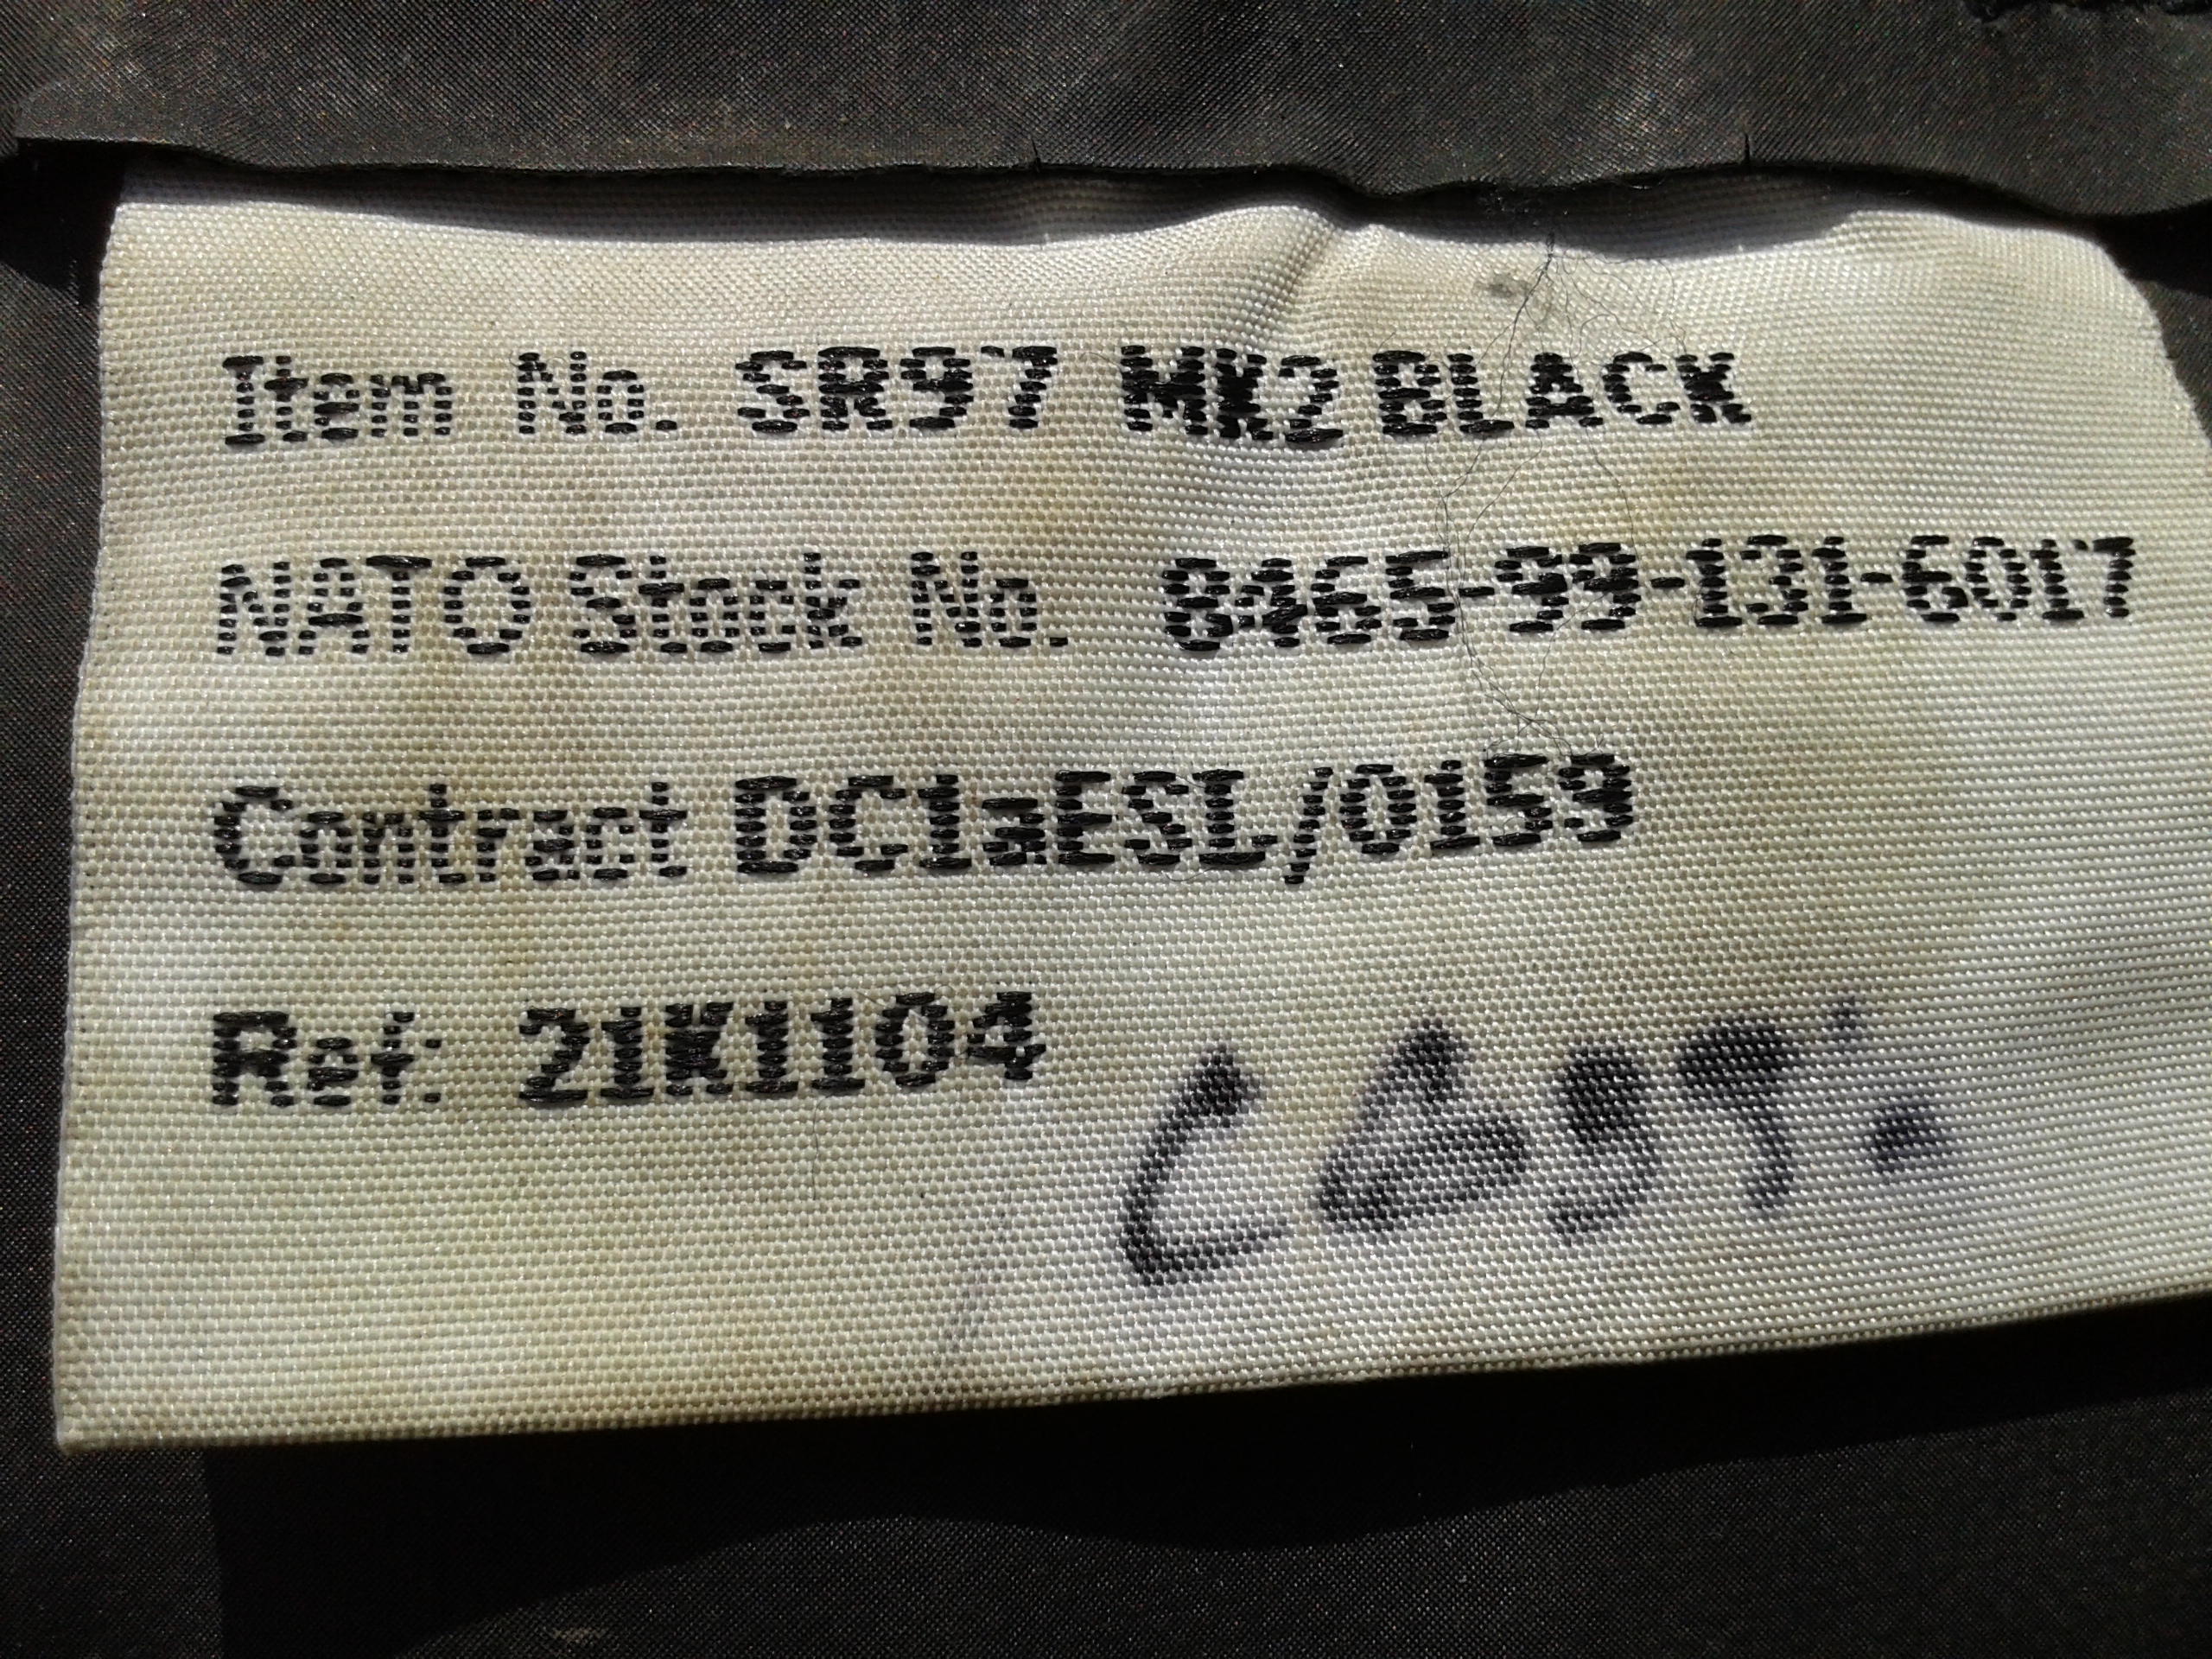 Item No. SR97 MK2 BLACK
NATO Stock No. 8465-99-131-6017
Contract DC1aESL/0159
Ref: 21K1104